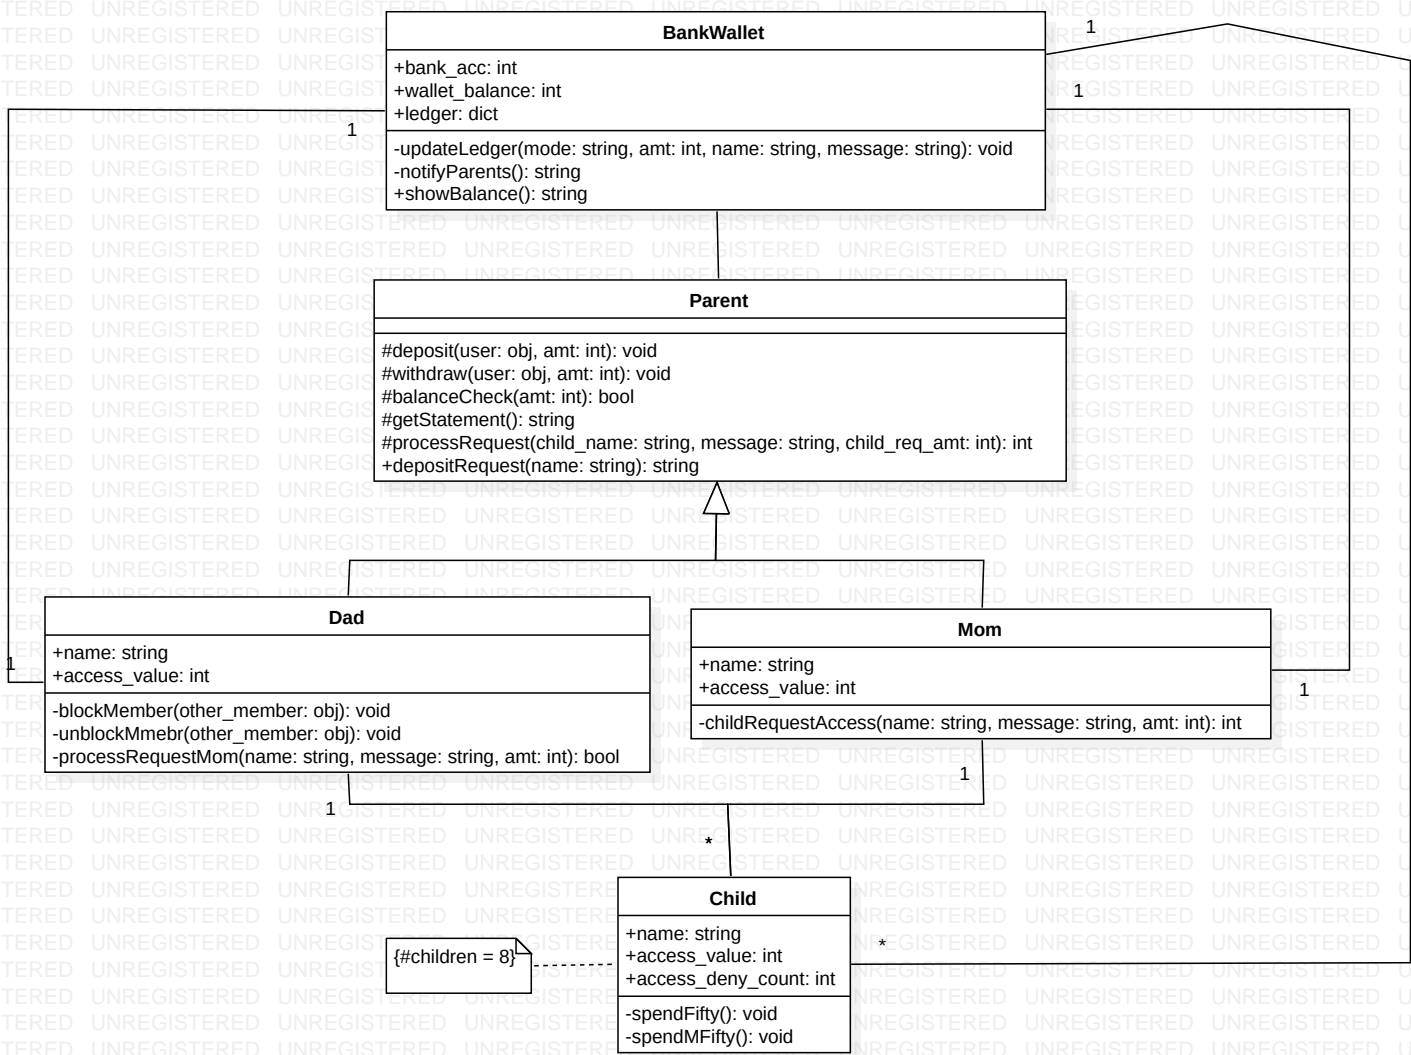 BankWallet
1
+bank_acc: int
+wallet_balance: int
1
+ledger: dict
1
-updateLedger(mode: string, amt: int, name: string, message: string): void
-notifyParents(): string
+showBalance(): string
Parent
#deposit(user: obj, amt: int): void
#withdraw(user: obj, amt: int): void
#balanceCheck(amt: int): bool
#getStatement(): string
#processRequest(child_name: string, message: string, child_req_amt: int): int
+depositRequest(name: string): string
Dad
+name: string
+access_value: int
1
-blockMember(other_member: obj): void
-unblockMmebr(other_member: obj): void
-processRequestMom(name: string, message: string, amt: int): bool
Mom
+name: string
+access_value: int
1
-childRequestAccess(name: string, message: string, amt: int): int
1
1
*
Child
+name: string
+access_value: int
+access_deny_count: int
*
{#children = 8}
-spendFifty(): void
-spendMFifty(): void
UNREGISTERED